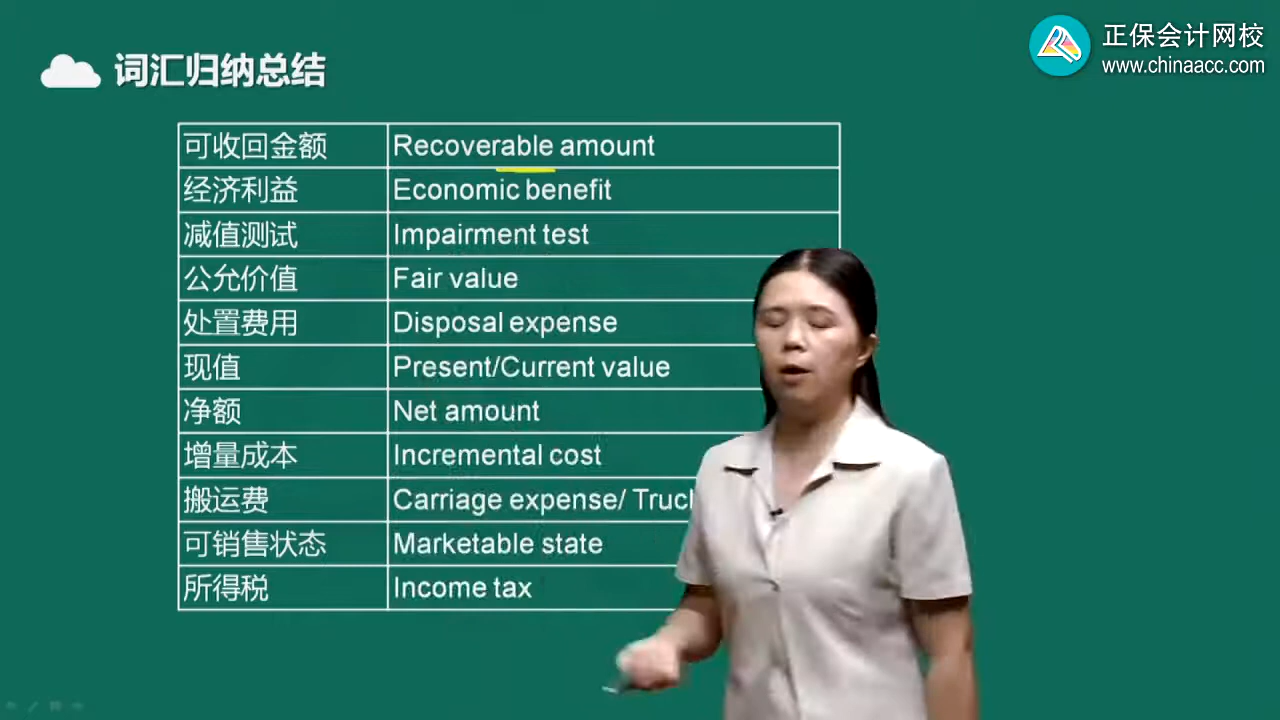 正保会计网校
www.chinaacc.com
词汇归纳总结
可收回金额 Recoverable amount
经济利益 Economic benefit
减值测试 Impairment test
公允价值 Fair value
处置费用 Disposal expense
现值 Present/Current value
净额 Net amount
增量成本 Incremental cost
搬运费 Carriage expense/
可销售状态 Marketable state
所得税 Income tax